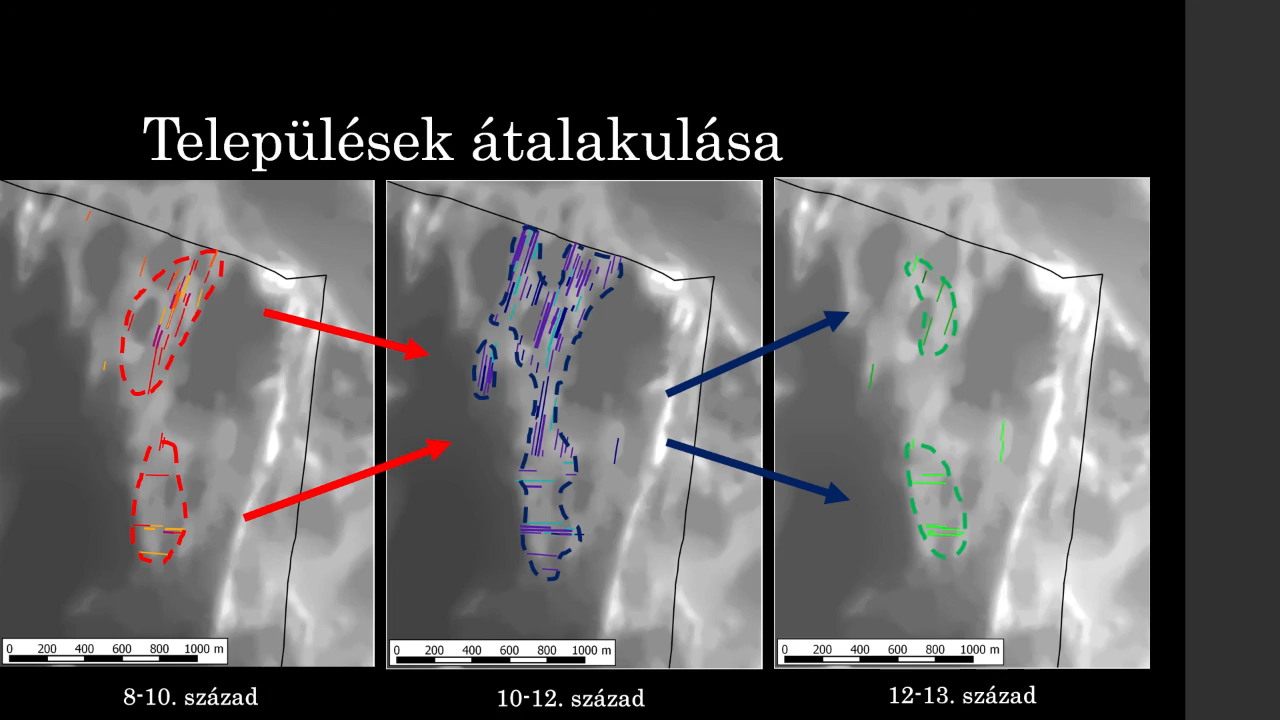 Települések átalakulása
0 200 400 600 800 1000 m
0 200 400 600 800 1000 m
0 200 400 600 800 1000 m
8-10. század
10-12. század
12-13. század